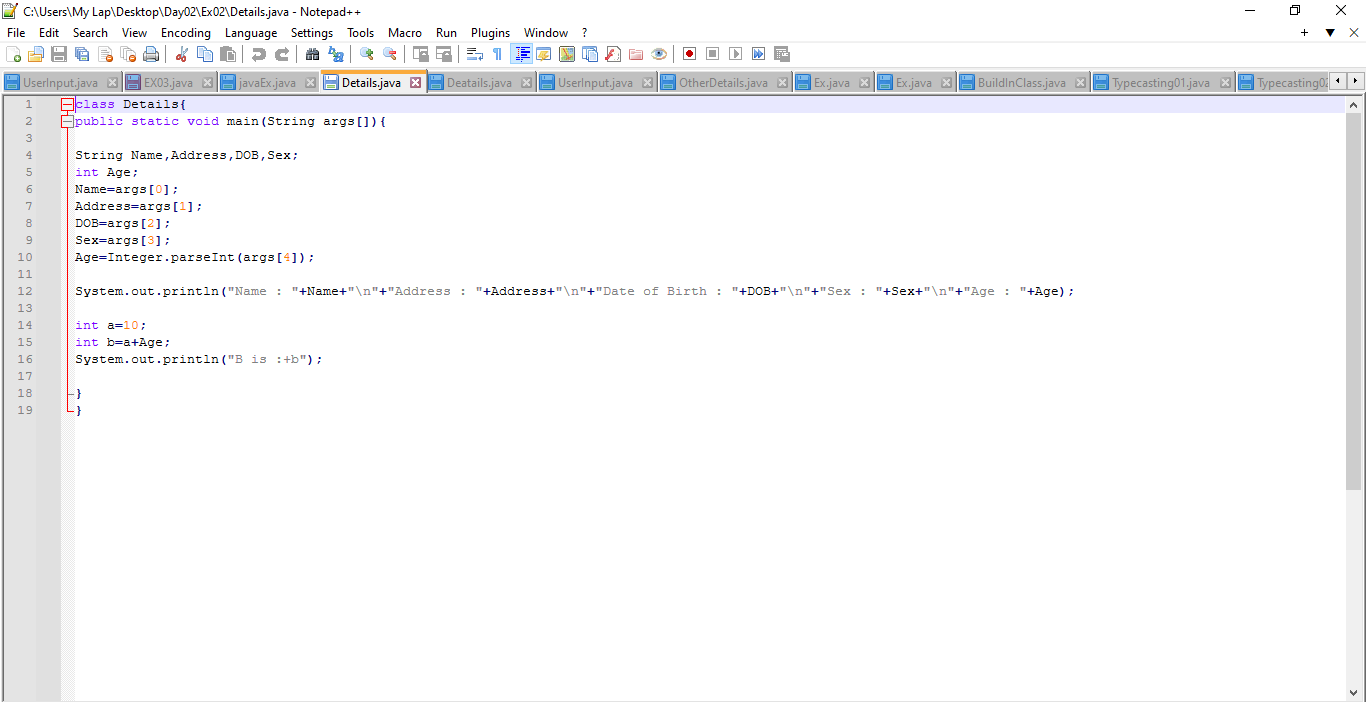 C:\Users\My Lap\Desktop\Day02\Ex02\Details.java - Notepad++
File Edit Search View Encoding Language Settings Tools Macro Run Plugins Window ?
UserInput.java EX03.java javaEx.java Details.java Deatails.java UserInput.java OtherDetails.java Ex.java Ex.java BuildInClass.java Typecasting01.java
1 class Details{
2 public static void main(String args[]){
3
4 String Name,Address,DOB,Sex;
5 int Age;
6 Name=args[0];
7 Address=args[1];
8 DOB=args[2];
9 Sex=args[3];
10 Age=Integer.parseInt(args[4]);
11
12 System.out.println("Name : "+Name+"\n"+"Address : "+Address+"\n"+"Date of Birth : "+DOB+"\n"+"Sex : "+Sex+"\n"+"Age : "+Age);
13
14 int a=10;
15 int b=a+Age;
16 System.out.println("B is :+b");
17
18 }
19 }